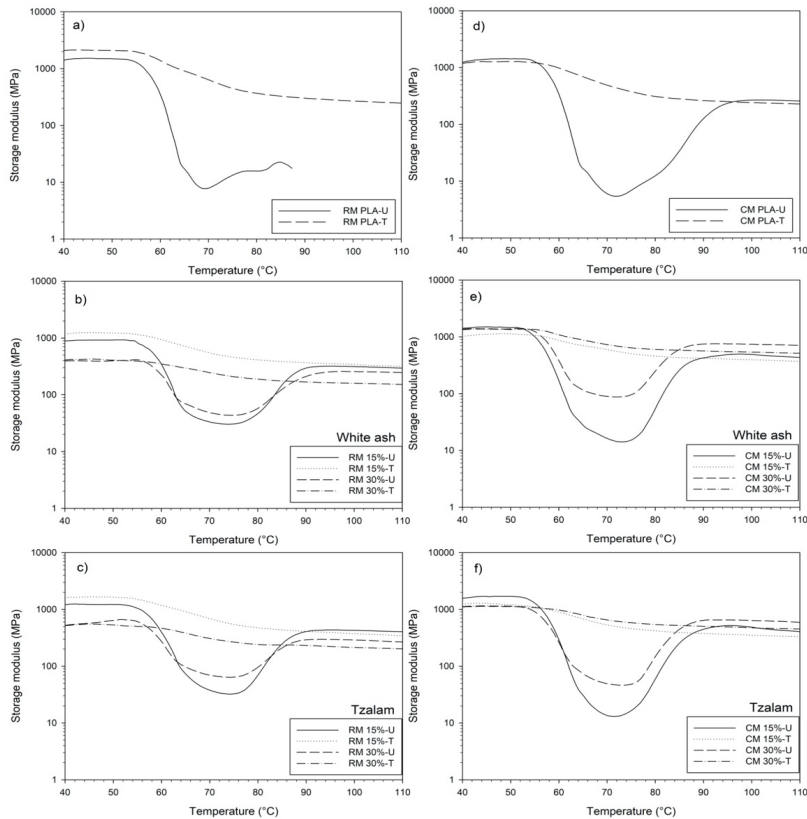 a)
10000
1000
100
10
1
Storage modulus (MPa)
RM PLA-U
RM PLA-T
40 50 60 70 80 90 100 110
Temperature (°C)
d)
10000
1000
100
10
1
Storage modulus (MPa)
CM PLA-U
CM PLA-T
40 50 60 70 80 90 100 110
Temperature (°C)
b)
10000
1000
100
10
1
Storage modulus (MPa)
White ash
RM 15%-U
RM 15%-T
RM 30%-U
RM 30%-T
40 50 60 70 80 90 100 110
Temperature (°C)
e)
10000
1000
100
10
1
Storage modulus (MPa)
White ash
CM 15%-U
CM 15%-T
CM 30%-U
CM 30%-T
40 50 60 70 80 90 100 110
Temperature (°C)
c)
10000
1000
100
10
1
Storage modulus (MPa)
Tzalam
RM 15%-U
RM 15%-T
RM 30%-U
RM 30%-T
40 50 60 70 80 90 100 110
Temperature (°C)
f)
10000
1000
100
10
1
Storage modulus (MPa)
Tzalam
CM 15%-U
CM 15%-T
CM 30%-U
CM 30%-T
40 50 60 70 80 90 100 110
Temperature (°C)